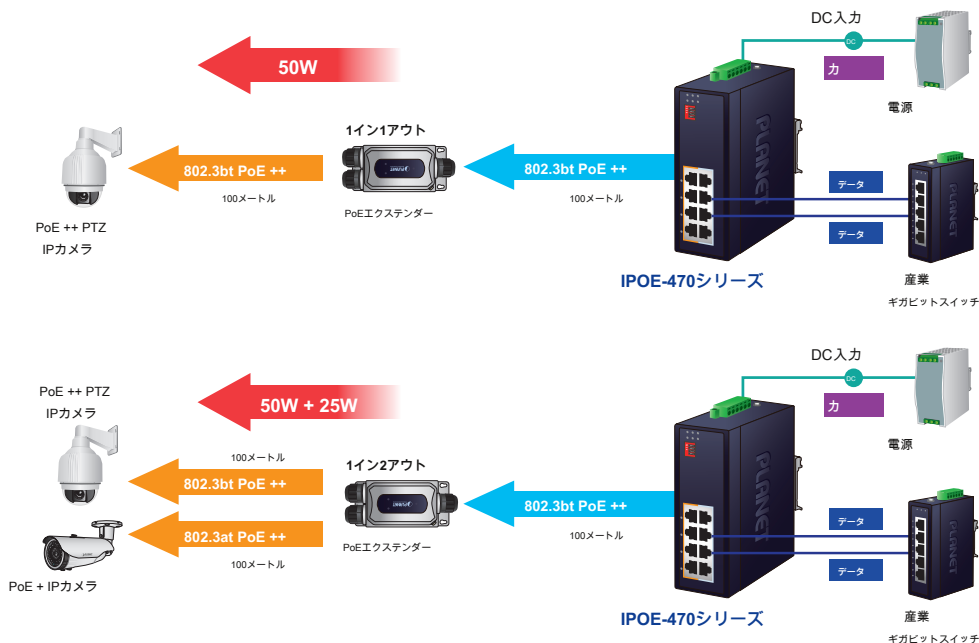 DC入力
DC
50W
力
電源
1イン1アウト
PLANET
802.3bt PoE ++
802.3bt PoE ++
データ
100メートル
100メートル
PoEエクステンダー
データ
PLANET
PoE ++ PTZ
IPカメラ
IPOE-470シリーズ
産業
ギガビットスイッチ
DC入力
PoE ++ PTZ
DC
IPカメラ
50W + 25W
力
電源
100メートル
1イン2アウト
PLANET
802.3bt PoE ++
802.3bt PoE ++
データ
802.3at PoE ++
100メートル
PoEエクステンダー
100メートル
データ
PLANET
PoE + IPカメラ
IPOE-470シリーズ
産業
ギガビットスイッチ